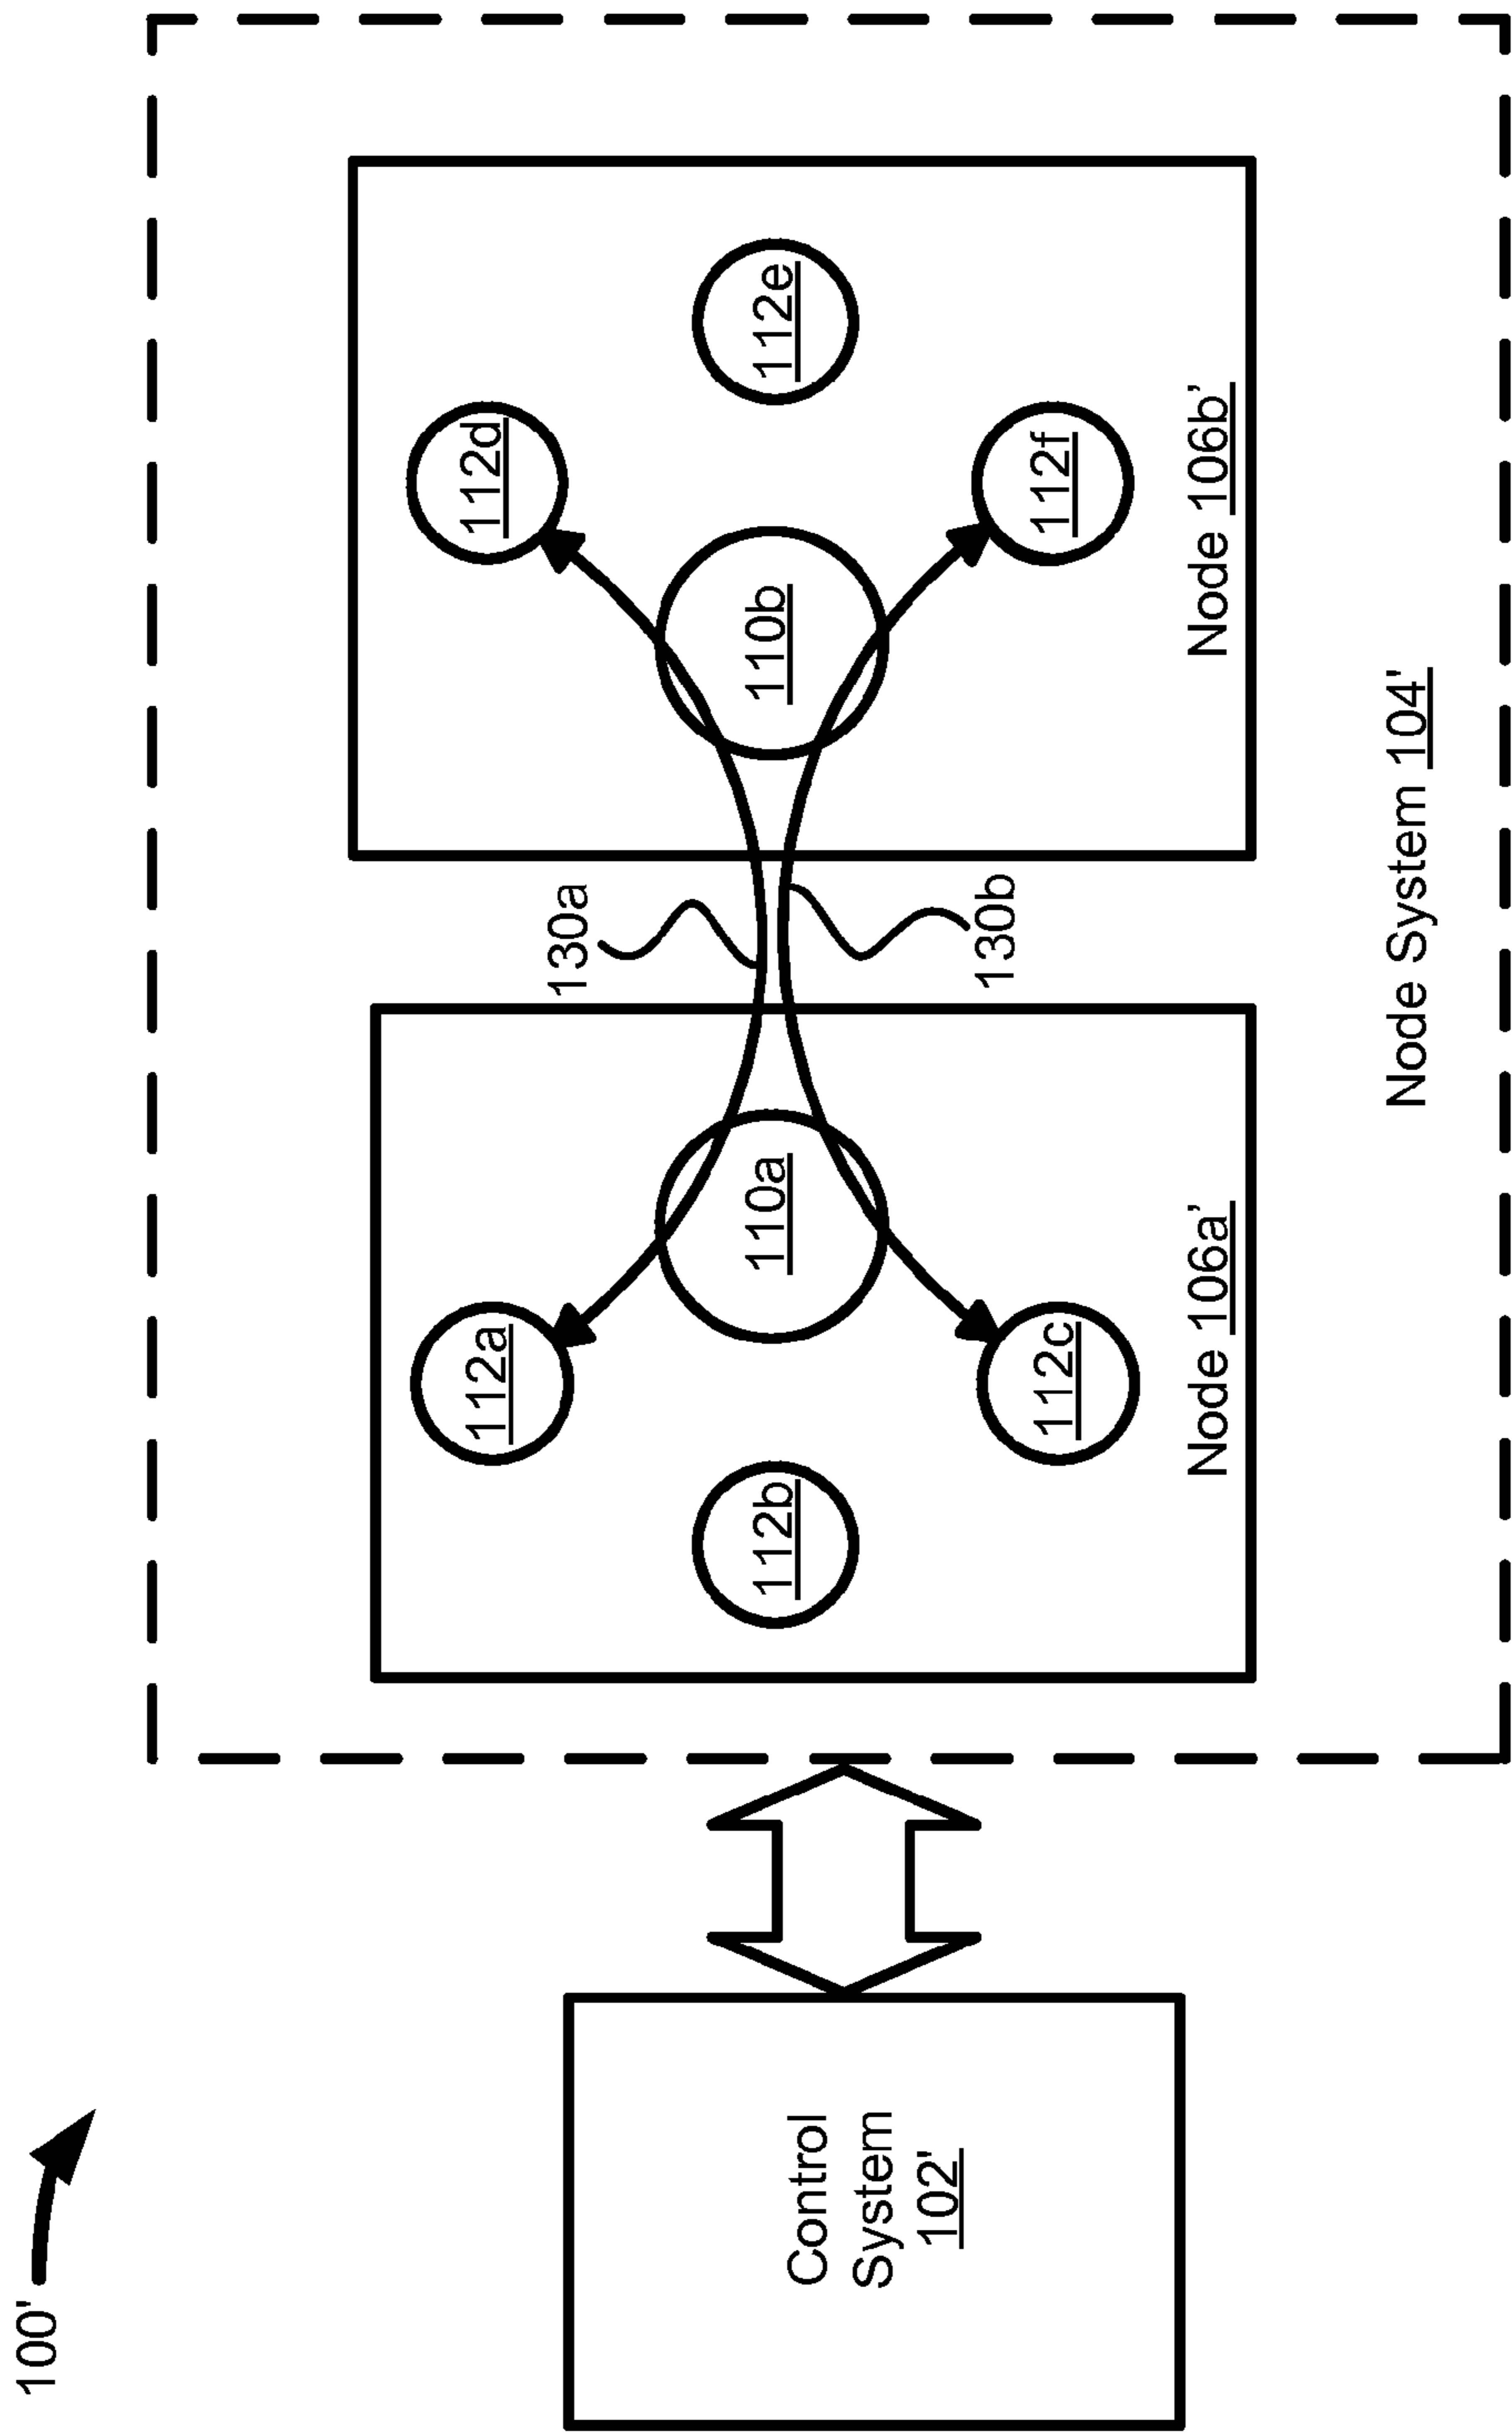 100'
Control
System
102'
112a
112b
110a
112c
Node 106a’
130a
130b
112d
110b
112e
112f
Node 106b’
Node System 104'